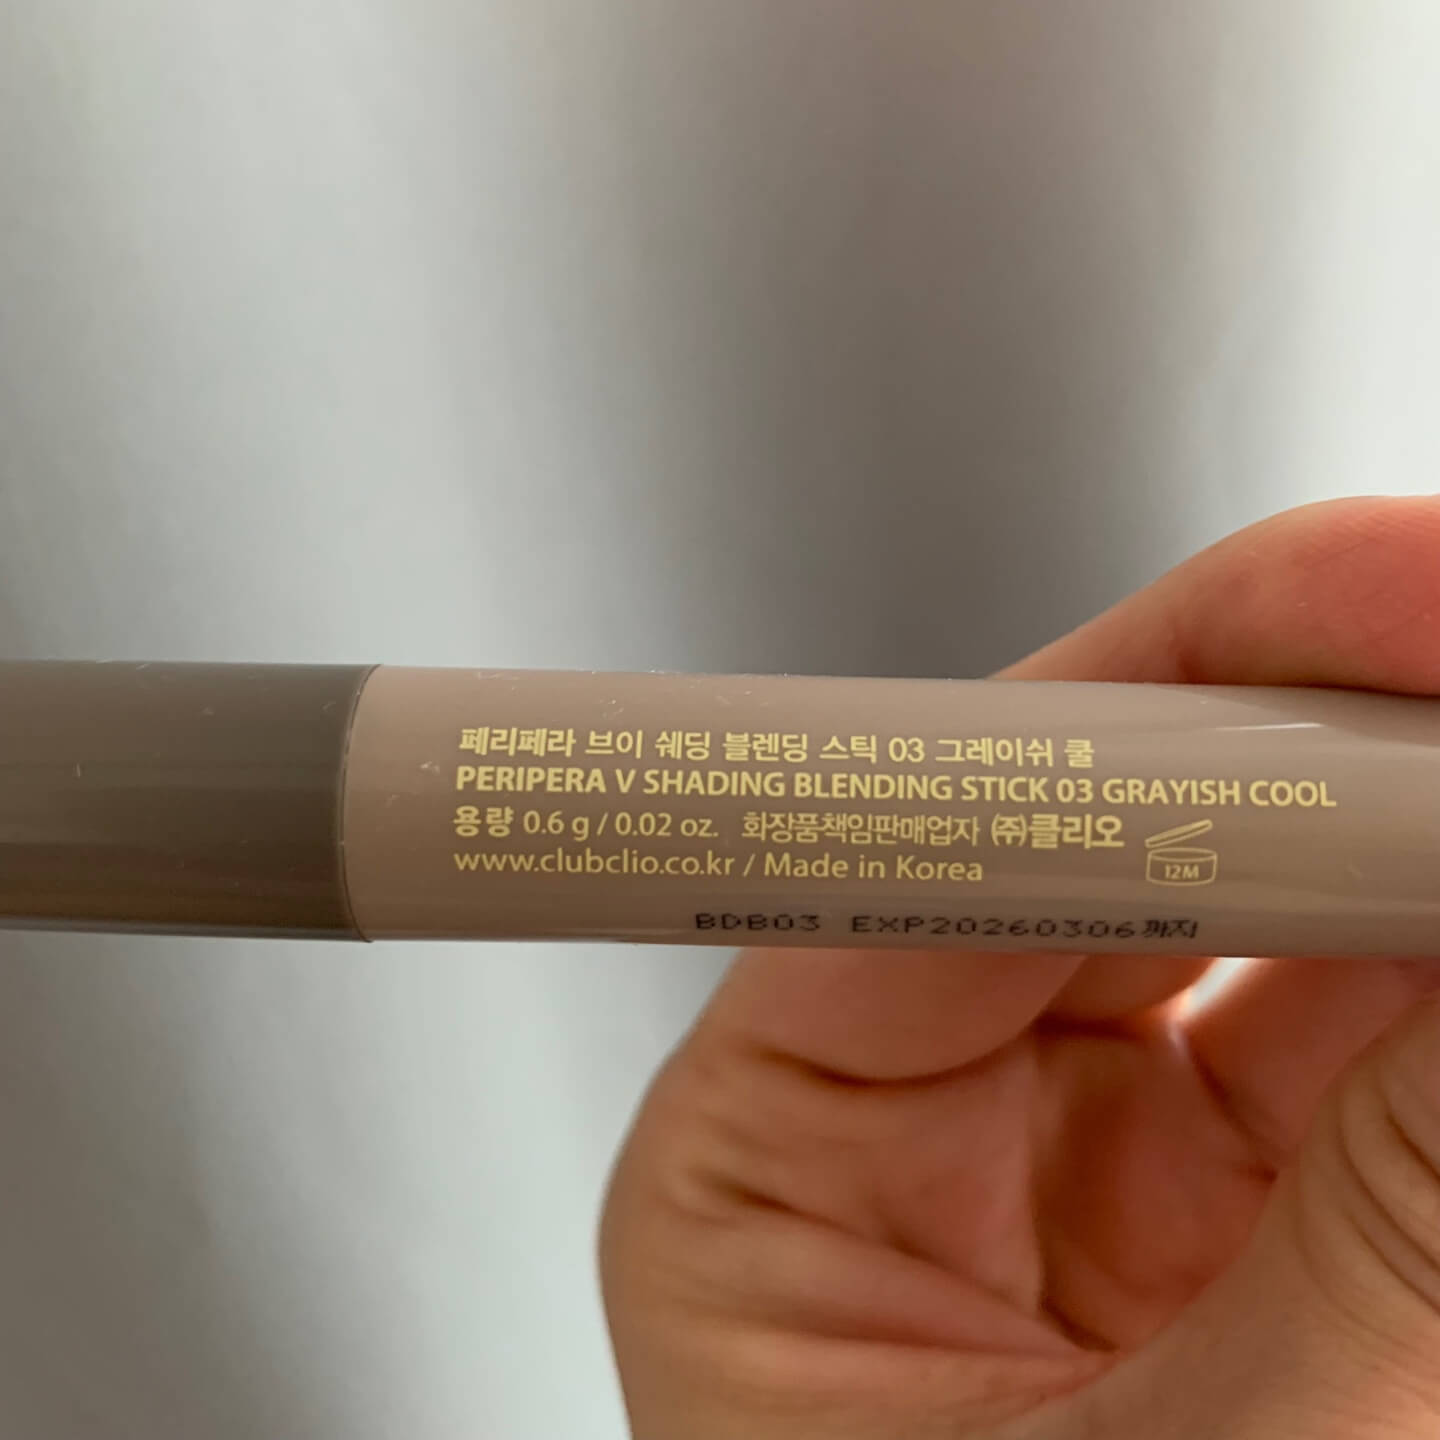 페리페라 브이 쉐딩 블렌딩 스틱 03 그레이쉬 쿨
PERIPERA V SHADING BLENDING STICK 03 GRAYISH COOL
용량 0.6 g / 0.02 oz. 화장품책임판매업자 ㈜클리오
www.clubclio.co.kr / Made in Korea
12M
BDB03 EXP20260306까지